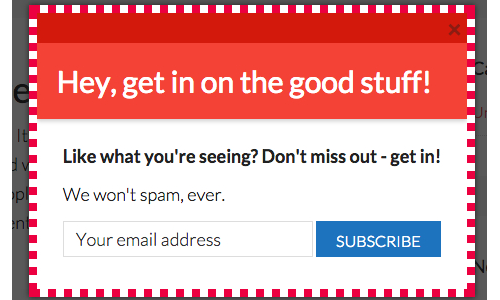 ×
Hey, get in on the good stuff!
Like what you're seeing? Don't miss out - get in!
We won't spam, ever.
Your email address
SUBSCRIBE